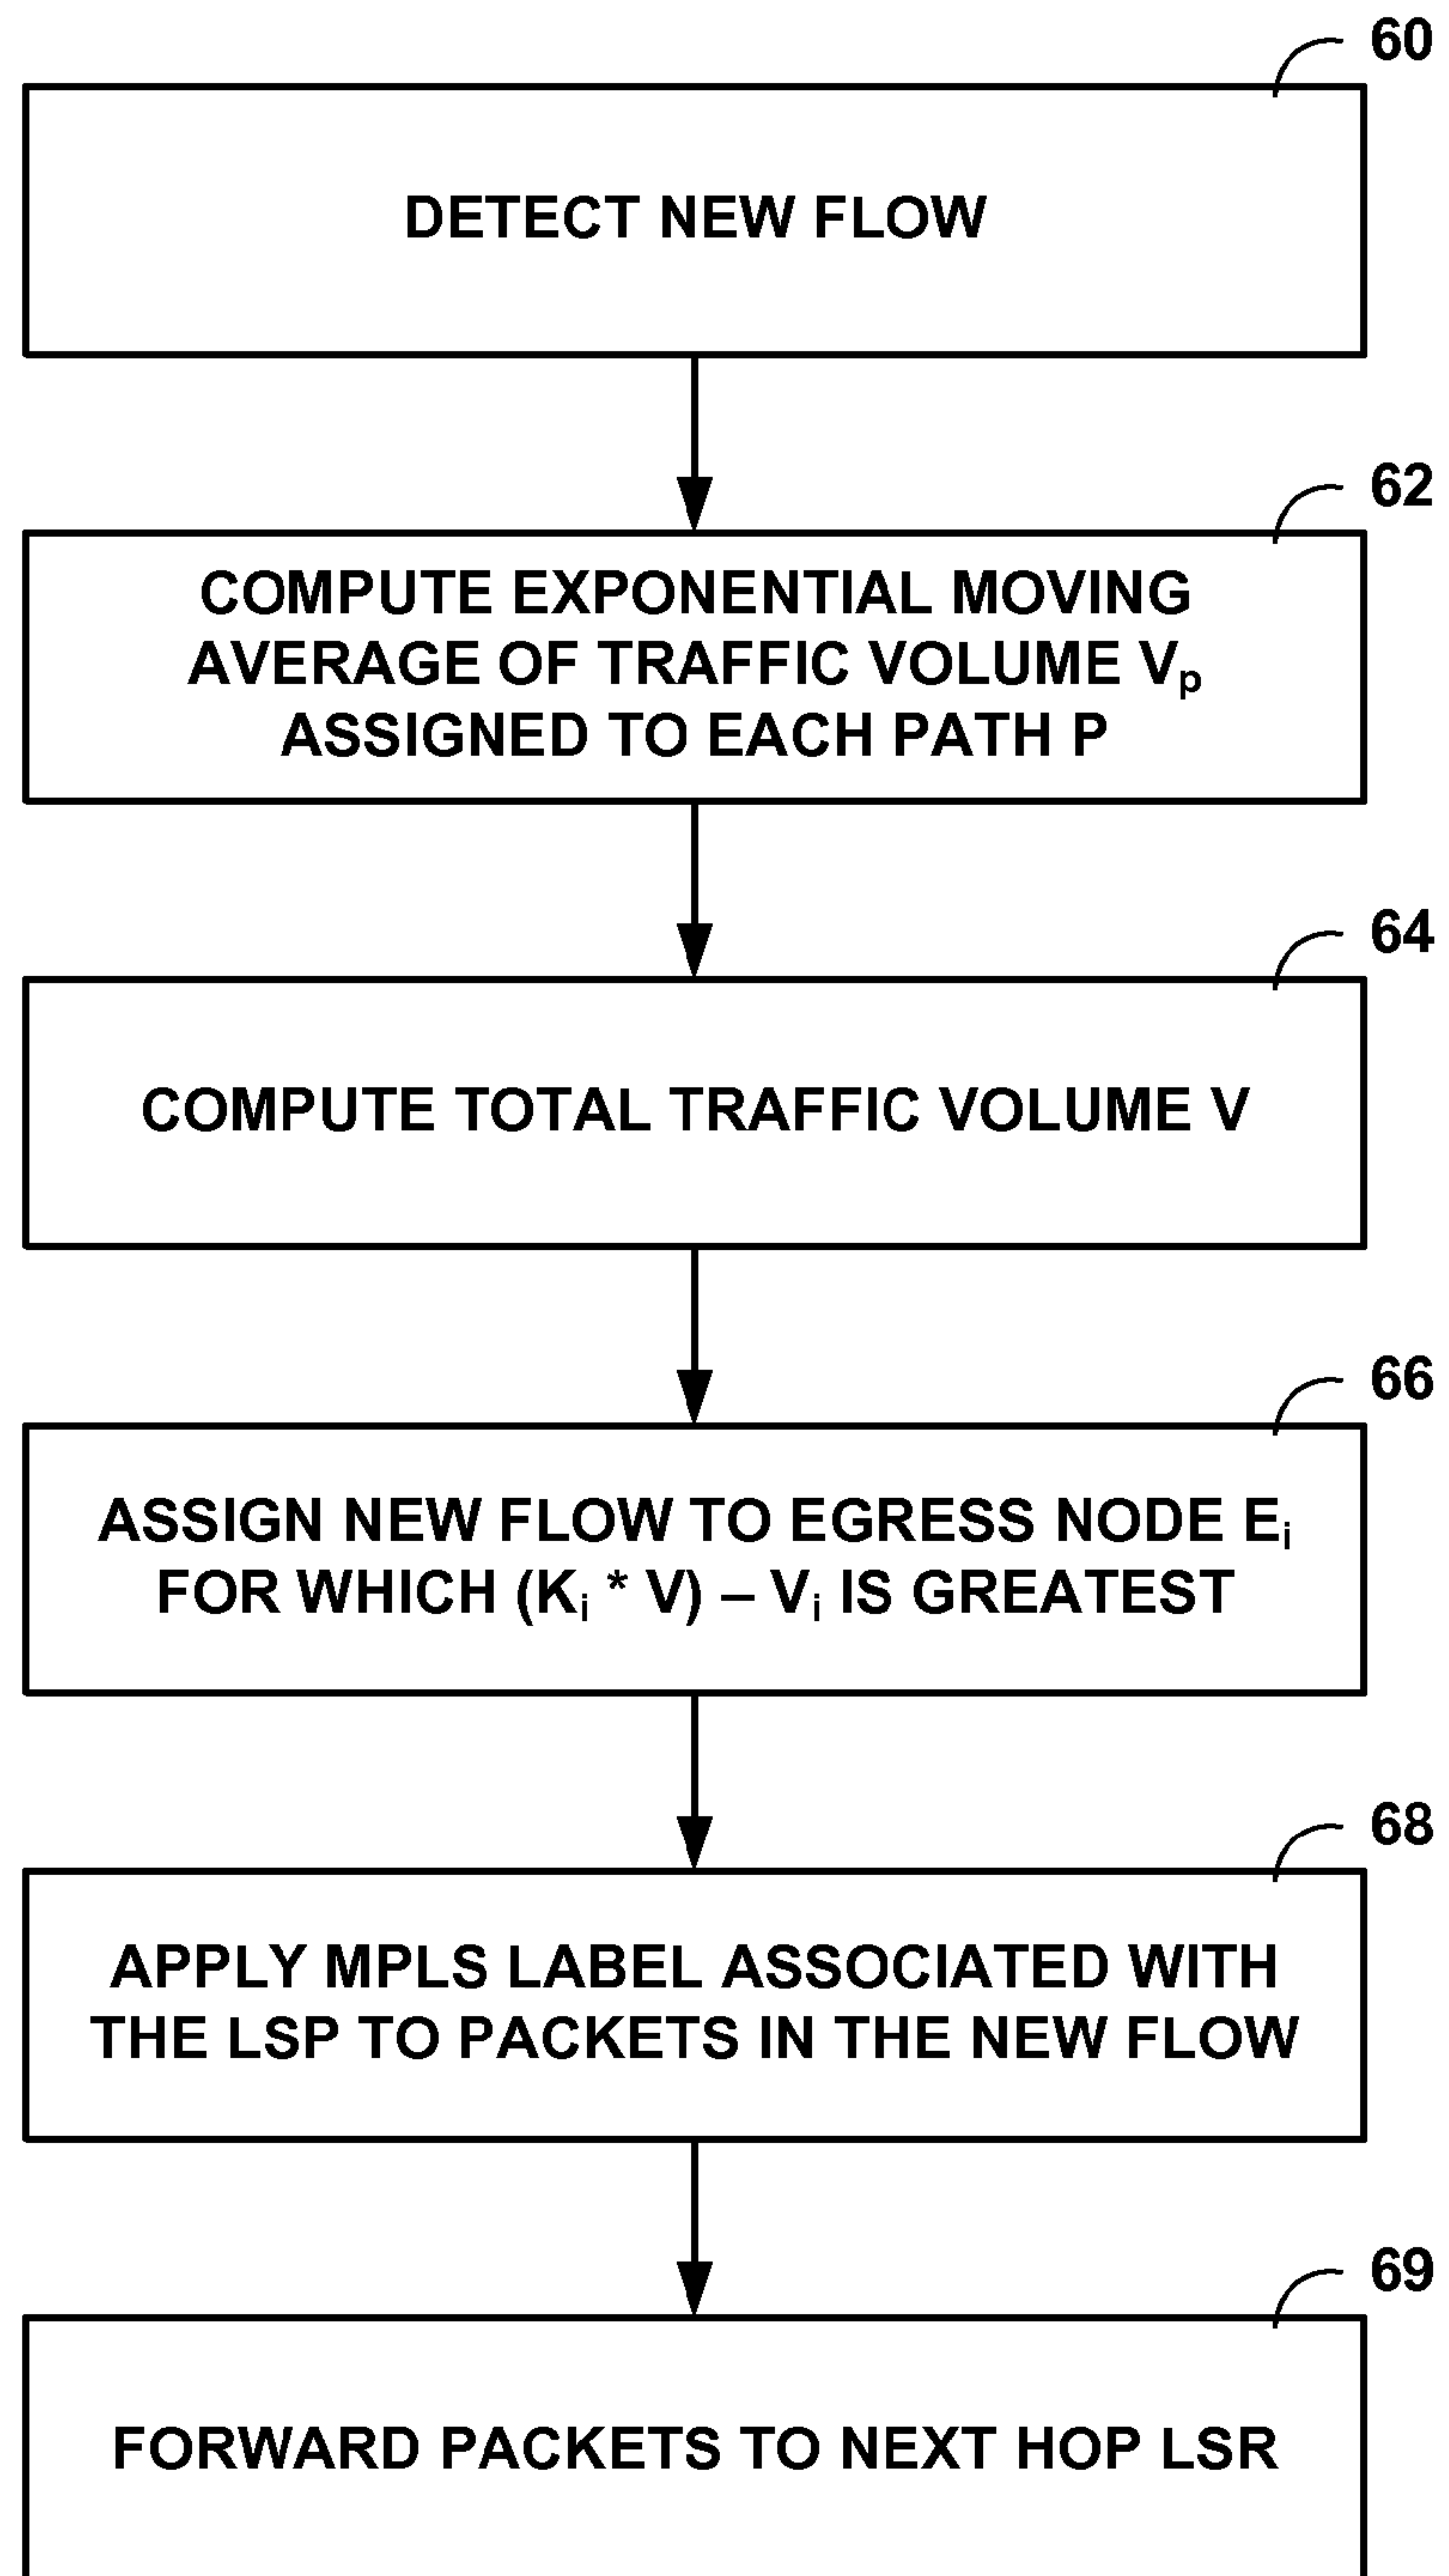 60
DETECT NEW FLOW
62
COMPUTE EXPONENTIAL MOVING
AVERAGE OF TRAFFIC VOLUME Vp
ASSIGNED TO EACH PATH P
64
COMPUTE TOTAL TRAFFIC VOLUME V
66
ASSIGN NEW FLOW TO EGRESS NODE Ei
FOR WHICH (Ki * V) – Vi IS GREATEST
68
APPLY MPLS LABEL ASSOCIATED WITH
THE LSP TO PACKETS IN THE NEW FLOW
69
FORWARD PACKETS TO NEXT HOP LSR